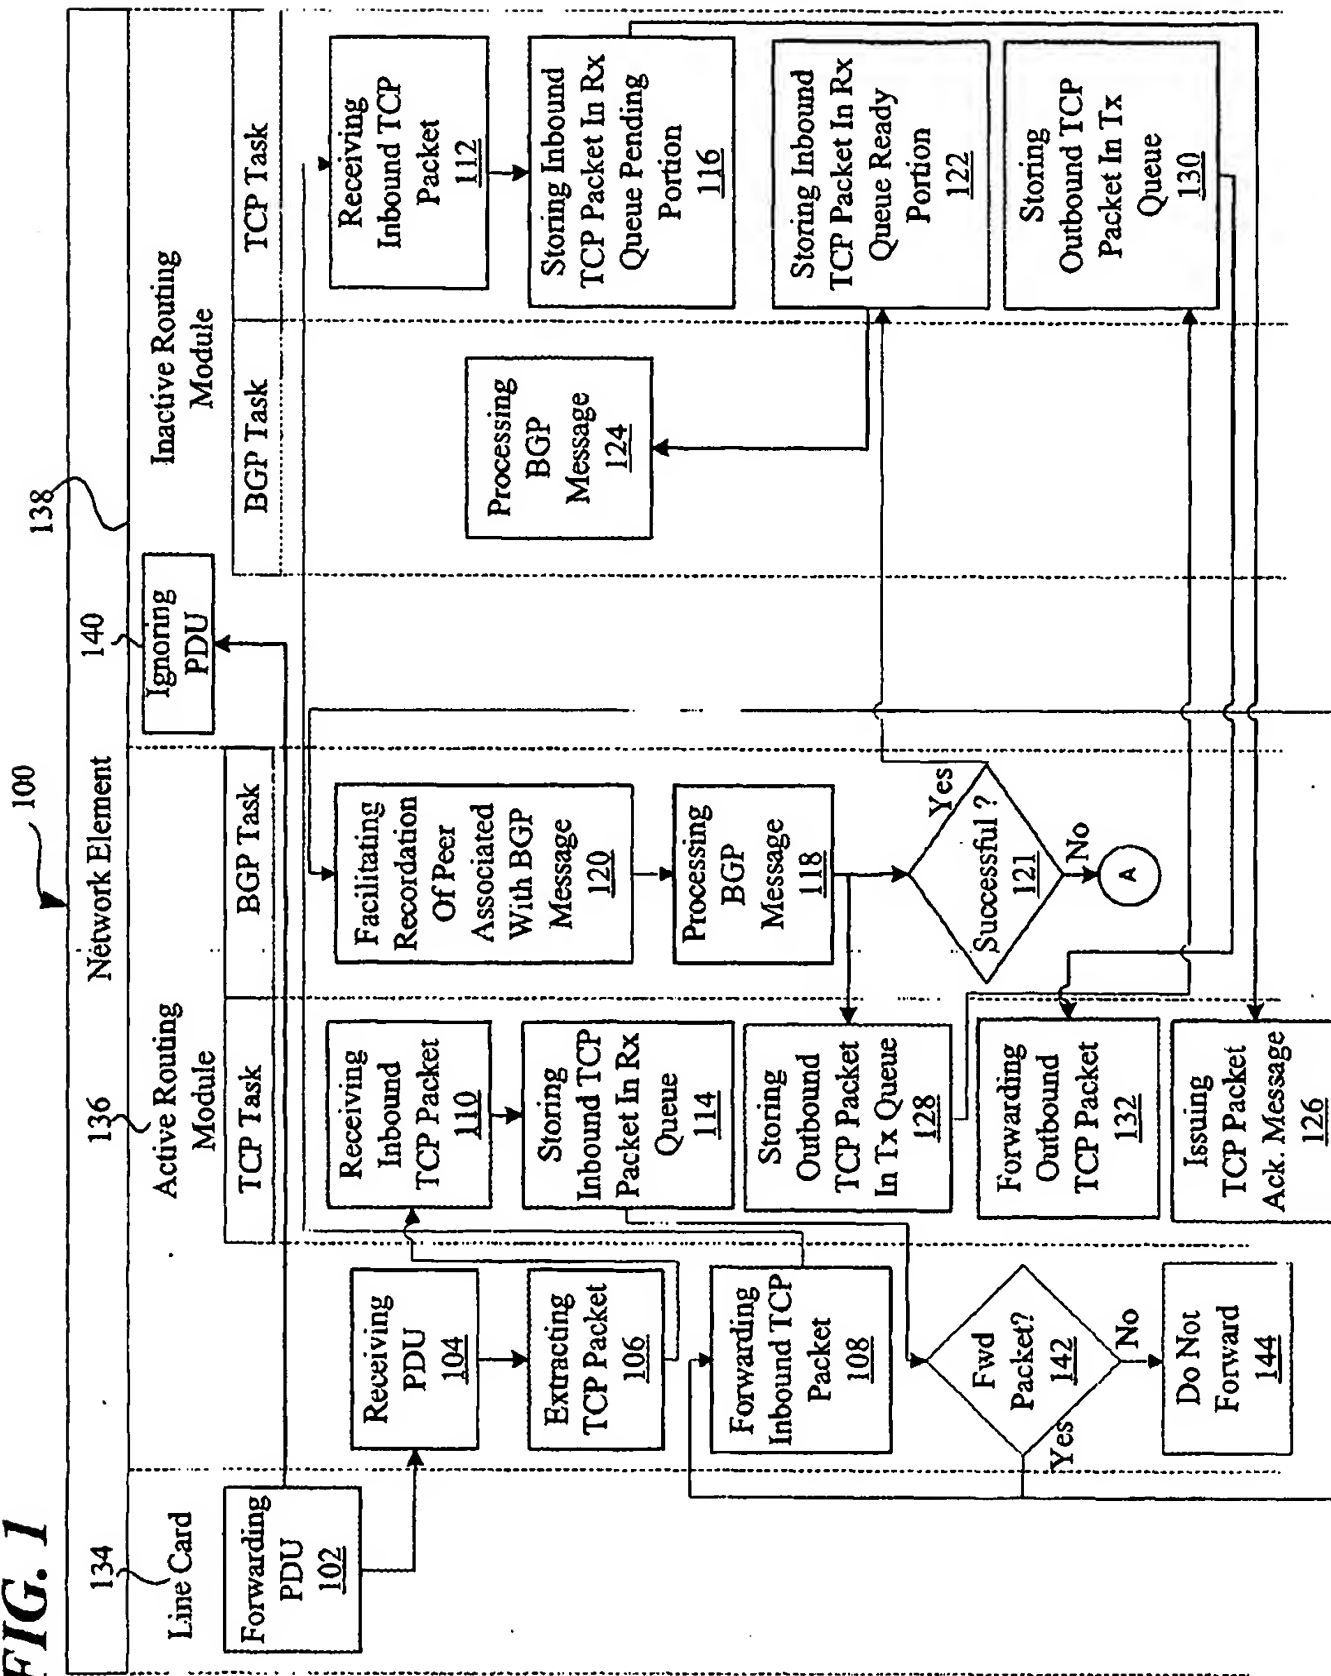 FIG. 1
100
Network Element
134
Line Card
136
Active Routing
Module
TCP Task
BGP Task
140
Ignoring
PDU
138
Inactive Routing
Module
BGP Task
TCP Task
Forwarding
PDU
102
Receiving
PDU
104
Extracting
TCP Packet
106
Forwarding
Inbound TCP
Packet
108
Fwd
Packet?
142
Yes
No
Do Not
Forward
144
Receiving
Inbound
TCP Packet
110
Storing
Inbound TCP
Packet In Rx
Queue
114
Storing
Outbound
TCP Packet
In Tx Queue
128
Forwarding
Outbound
TCP Packet
132
Issuing
TCP Packet
Ack. Message
126
Facilitating
Recordation
Of Peer
Associated
With BGP
Message
120
Processing
BGP
Message
118
Successful ?
121
Yes
No
A
Processing
BGP
Message
124
Receiving
Inbound TCP
Packet
112
Storing Inbound
TCP Packet In Rx
Queue Pending
Portion
116
Storing Inbound
TCP Packet In Rx
Queue Ready
Portion
122
Storing
Outbound TCP
Packet In Tx
Queue
130